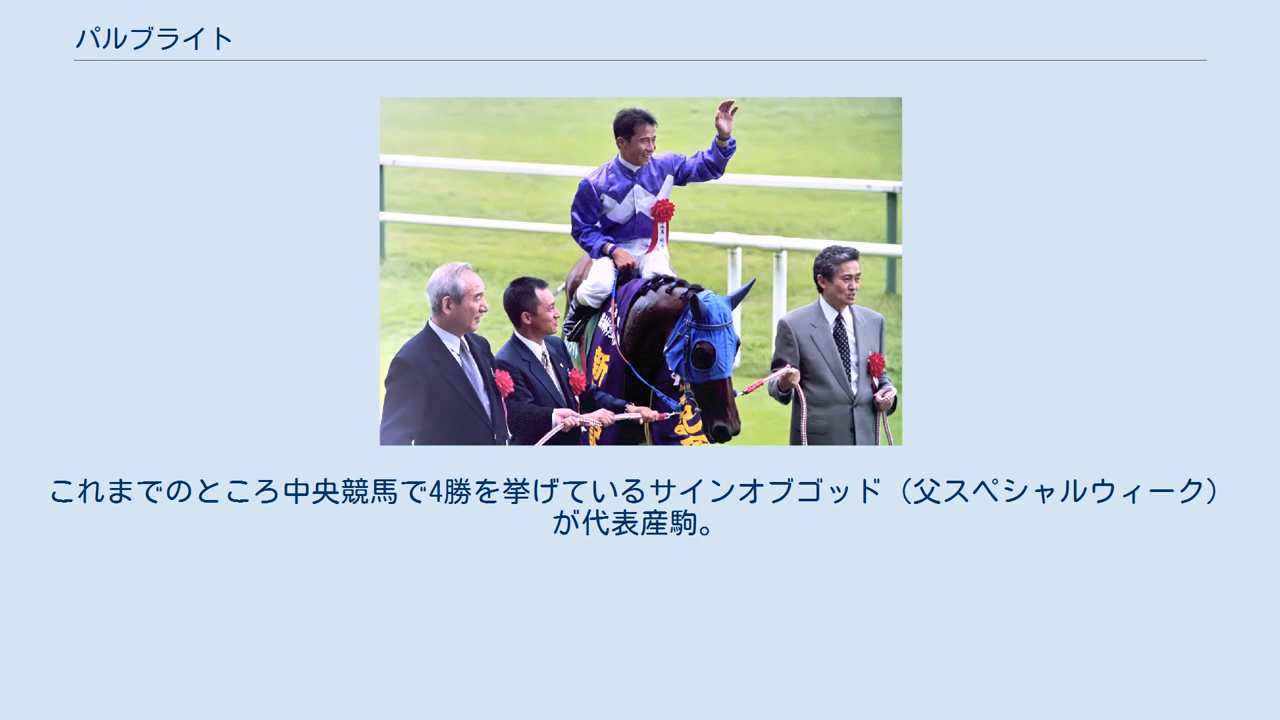 パルブライト
新
これまでのところ中央競馬で4勝を挙げているサインオブゴッド（父スペシャルウィーク）
が代表産駒。